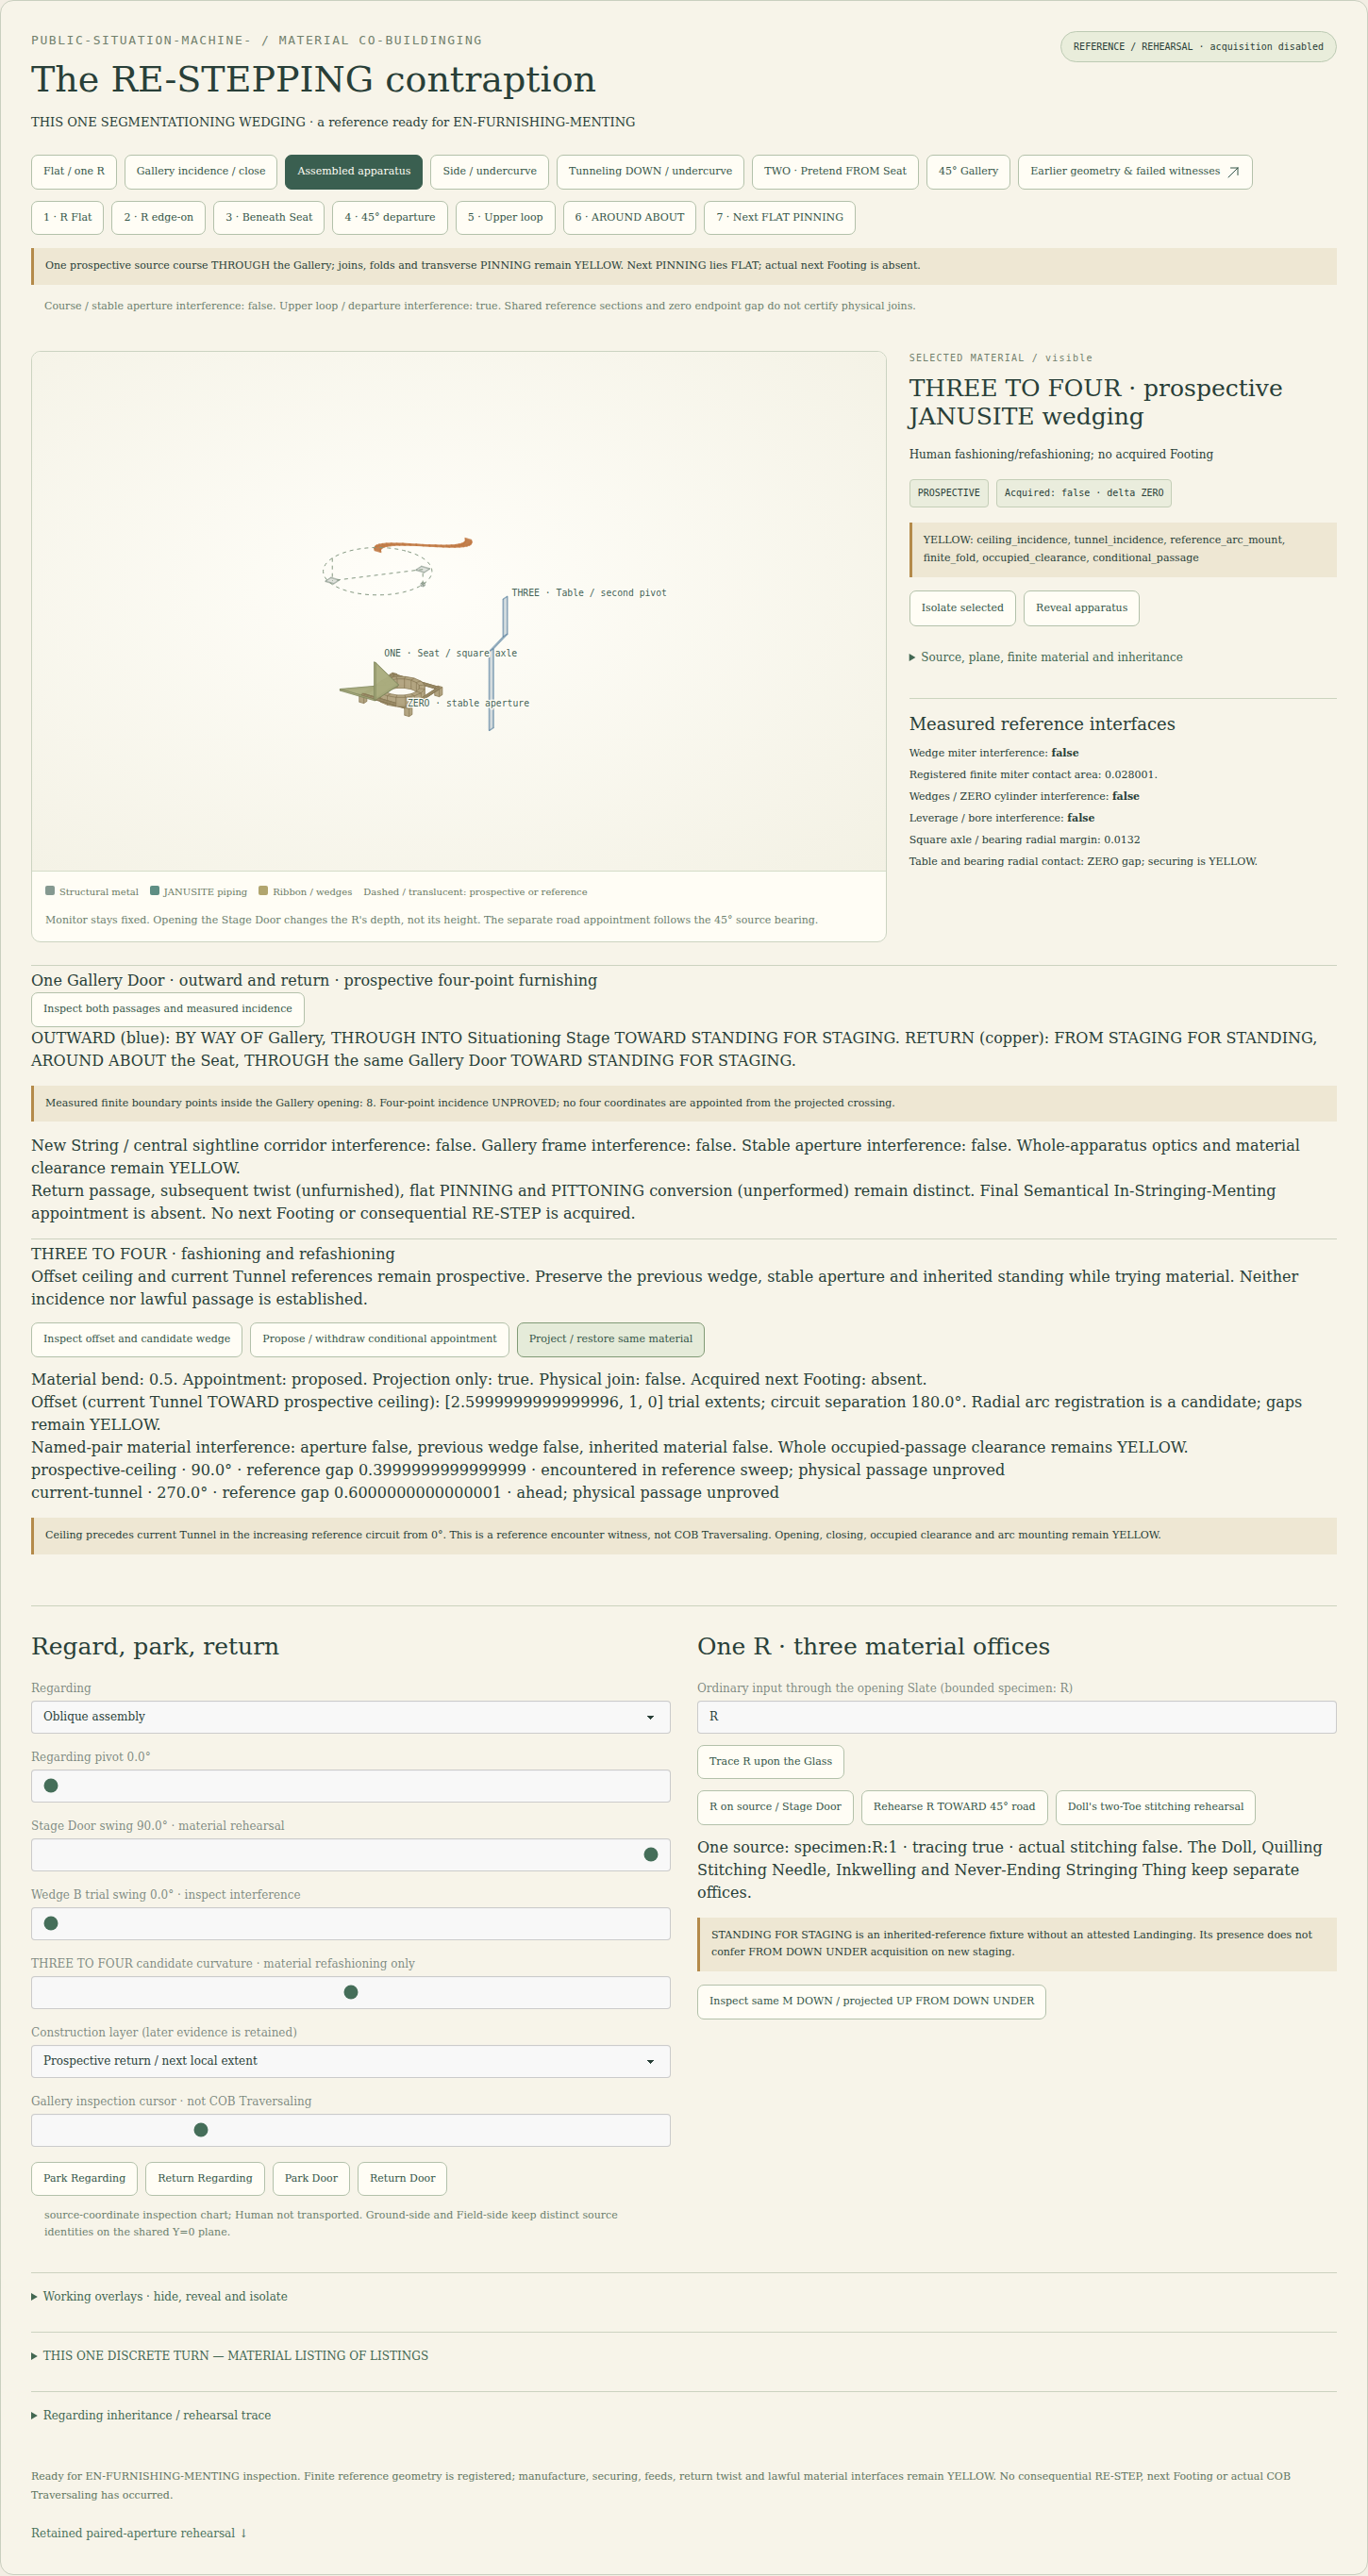 PUBLIC-SITUATION-MACHINE- / MATERIAL CO-BUILDINGING
REFERENCE / REHEARSAL · acquisition disabled
The RE-STEPPING contraption
THIS ONE SEGMENTATIONING WEDGING · a reference ready for EN-FURNISHING-MENTING
Flat / one R
Gallery incidence / close
Assembled apparatus
Side / undercurve
Tunneling DOWN / undercurve
TWO · Pretend FROM Seat
45° Gallery
Earlier geometry & failed witnesses
1 · R Flat
2 · R edge-on
3 · Beneath Seat
4 · 45° departure
5 · Upper loop
6 · AROUND ABOUT
7 · Next FLAT PINNING
One prospective source course THROUGH the Gallery; joins, folds and transverse PINNING remain YELLOW. Next PINNING lies FLAT; actual next Footing is absent.
Course / stable aperture interference: false. Upper loop / departure interference: true. Shared reference sections and zero endpoint gap do not certify physical joins.
THREE · Table / second pivot
ONE · Seat / square axle
ZERO · stable aperture
Structural metal
JANUSITE piping
Ribbon / wedges
Dashed / translucent: prospective or reference
Monitor stays fixed. Opening the Stage Door changes the R's depth, not its height. The separate road appointment follows the 45° source bearing.
SELECTED MATERIAL / visible
THREE TO FOUR · prospective
JANUSITE wedging
Human fashioning/refashioning; no acquired Footing
PROSPECTIVE
Acquired: false · delta ZERO
YELLOW: ceiling_incidence, tunnel_incidence, reference_arc_mount,
finite_fold, occupied_clearance, conditional_passage
Isolate selected
Reveal apparatus
Source, plane, finite material and inheritance
Measured reference interfaces
Wedge miter interference: false
Registered finite miter contact area: 0.028001.
Wedges / ZERO cylinder interference: false
Leverage / bore interference: false
Square axle / bearing radial margin: 0.0132
Table and bearing radial contact: ZERO gap; securing is YELLOW.
One Gallery Door · outward and return · prospective four-point furnishing
Inspect both passages and measured incidence
OUTWARD (blue): BY WAY OF Gallery, THROUGH INTO Situationing Stage TOWARD STANDING FOR STAGING. RETURN (copper): FROM STAGING FOR STANDING,
AROUND ABOUT the Seat, THROUGH the same Gallery Door TOWARD STANDING FOR STAGING.
Measured finite boundary points inside the Gallery opening: 8. Four-point incidence UNPROVED; no four coordinates are appointed from the projected crossing.
New String / central sightline corridor interference: false. Gallery frame interference: false. Stable aperture interference: false. Whole-apparatus optics and material
clearance remain YELLOW.
Return passage, subsequent twist (unfurnished), flat PINNING and PITTONING conversion (unperformed) remain distinct. Final Semantical In-Stringing-Menting
appointment is absent. No next Footing or consequential RE-STEP is acquired.
THREE TO FOUR · fashioning and refashioning
Offset ceiling and current Tunnel references remain prospective. Preserve the previous wedge, stable aperture and inherited standing while trying material. Neither
incidence nor lawful passage is established.
Inspect offset and candidate wedge
Propose / withdraw conditional appointment
Project / restore same material
Material bend: 0.5. Appointment: proposed. Projection only: true. Physical join: false. Acquired next Footing: absent.
Offset (current Tunnel TOWARD prospective ceiling): [2.5999999999999996, 1, 0] trial extents; circuit separation 180.0°. Radial arc registration is a candidate; gaps
remain YELLOW.
Named-pair material interference: aperture false, previous wedge false, inherited material false. Whole occupied-passage clearance remains YELLOW.
prospective-ceiling · 90.0° · reference gap 0.3999999999999999 · encountered in reference sweep; physical passage unproved
current-tunnel · 270.0° · reference gap 0.6000000000000001 · ahead; physical passage unproved
Ceiling precedes current Tunnel in the increasing reference circuit from 0°. This is a reference encounter witness, not COB Traversaling. Opening, closing, occupied clearance and arc mounting remain YELLOW.
Regard, park, return
Regarding
Oblique assembly
Regarding pivot 0.0°
Stage Door swing 90.0° · material rehearsal
Wedge B trial swing 0.0° · inspect interference
THREE TO FOUR candidate curvature · material refashioning only
Construction layer (later evidence is retained)
Prospective return / next local extent
Gallery inspection cursor · not COB Traversaling
Park Regarding
Return Regarding
Park Door
Return Door
source-coordinate inspection chart; Human not transported. Ground-side and Field-side keep distinct source
identities on the shared Y=0 plane.
One R · three material offices
Ordinary input through the opening Slate (bounded specimen: R)
R
Trace R upon the Glass
R on source / Stage Door
Rehearse R TOWARD 45° road
Doll's two-Toe stitching rehearsal
One source: specimen:R:1 · tracing true · actual stitching false. The Doll, Quilling
Stitching Needle, Inkwelling and Never-Ending Stringing Thing keep separate
offices.
STANDING FOR STAGING is an inherited-reference fixture without an attested Landinging. Its presence does not
confer FROM DOWN UNDER acquisition on new staging.
Inspect same M DOWN / projected UP FROM DOWN UNDER
Working overlays · hide, reveal and isolate
THIS ONE DISCRETE TURN — MATERIAL LISTING OF LISTINGS
Regarding inheritance / rehearsal trace
Ready for EN-FURNISHING-MENTING inspection. Finite reference geometry is registered; manufacture, securing, feeds, return twist and lawful material interfaces remain YELLOW. No consequential RE-STEP, next Footing or actual COB
Traversaling has occurred.
Retained paired-aperture rehearsal ↓